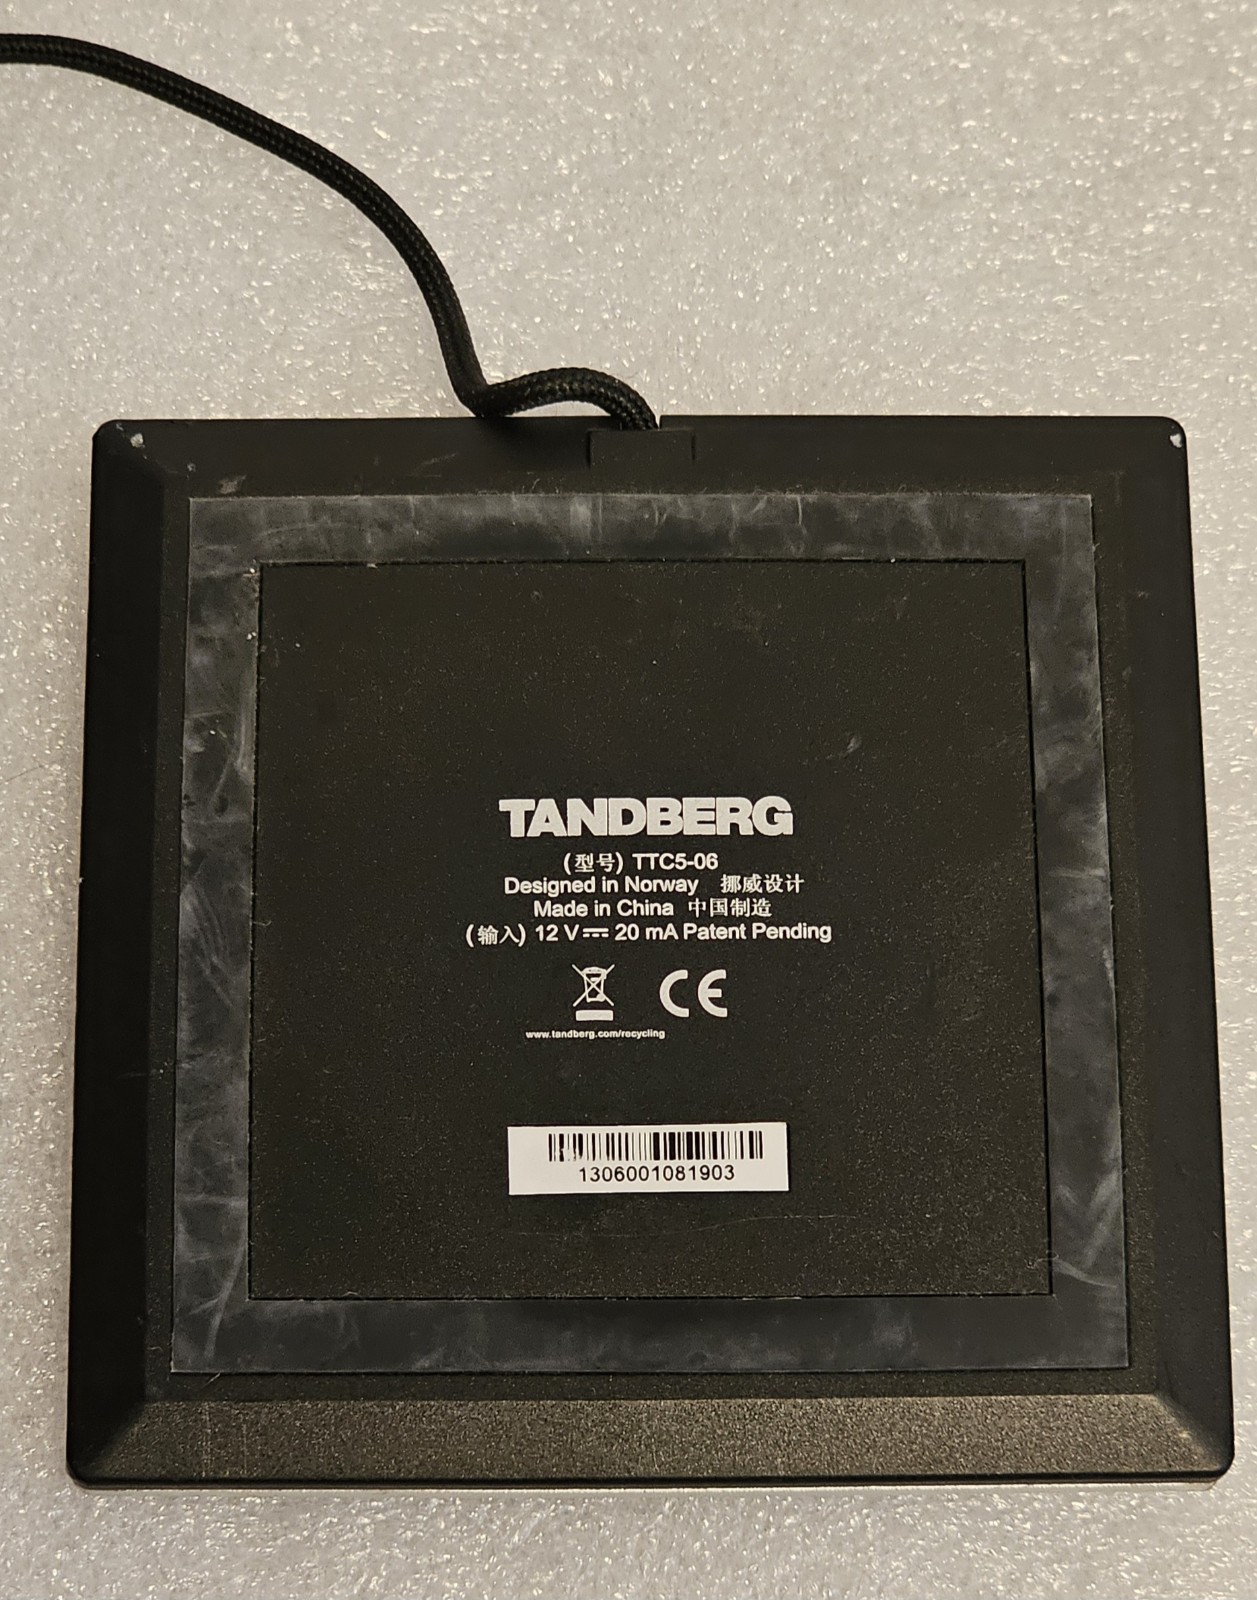 TANDBERG
(型号) TTC5-06
Designed in Norway 挪威设计
Made in China 中国制造
(输入) 12 V⎓ 20 mA Patent Pending
CE
www.tandberg.com/recycling
1306001081903